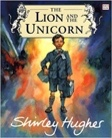 THE
LION AND THE
UNICORN
Shirley Hughes